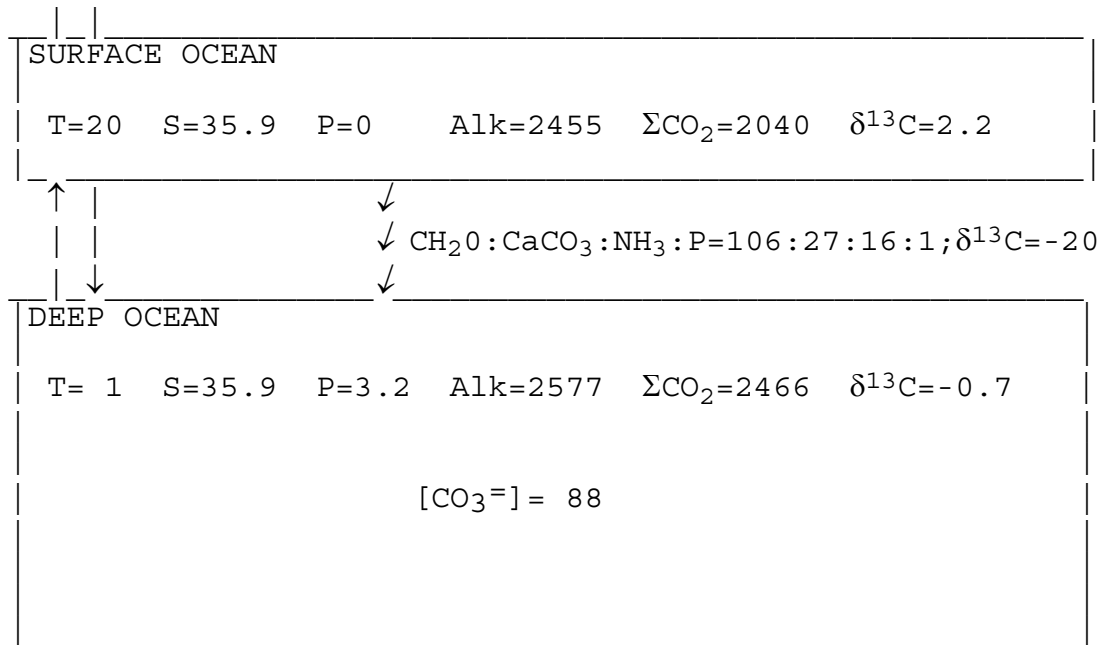 SURFACE OCEAN
T=20 S=35.9 P=0 Alk=2455 ΣCO₂=2040 δ¹³C=2.2
CH₂0:CaCO₃:NH₃:P=106:27:16:1;δ¹³C=-20
DEEP OCEAN
T= 1 S=35.9 P=3.2 Alk=2577 ΣCO₂=2466 δ¹³C=-0.7
[CO₃⁼]= 88